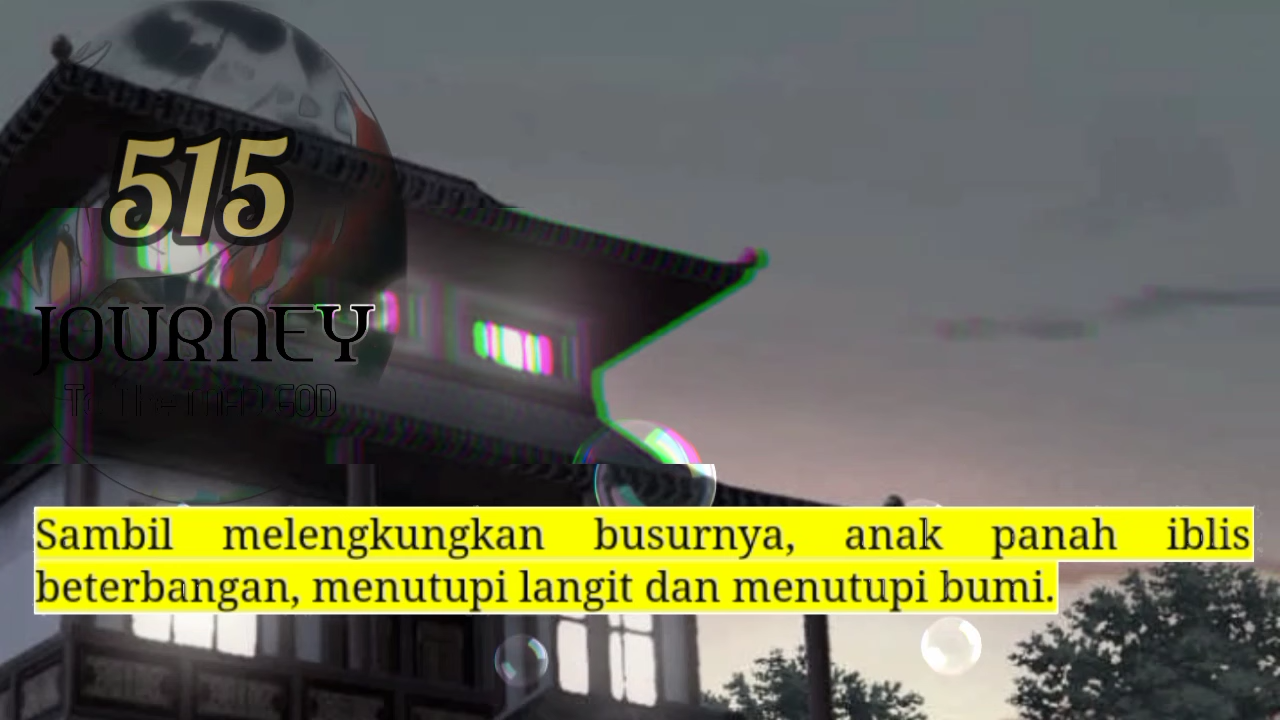 515
JOURNEY
Sambil melengkungkan busurnya, anak panah iblis
beterbangan, menutupi langit dan menutupi bumi.